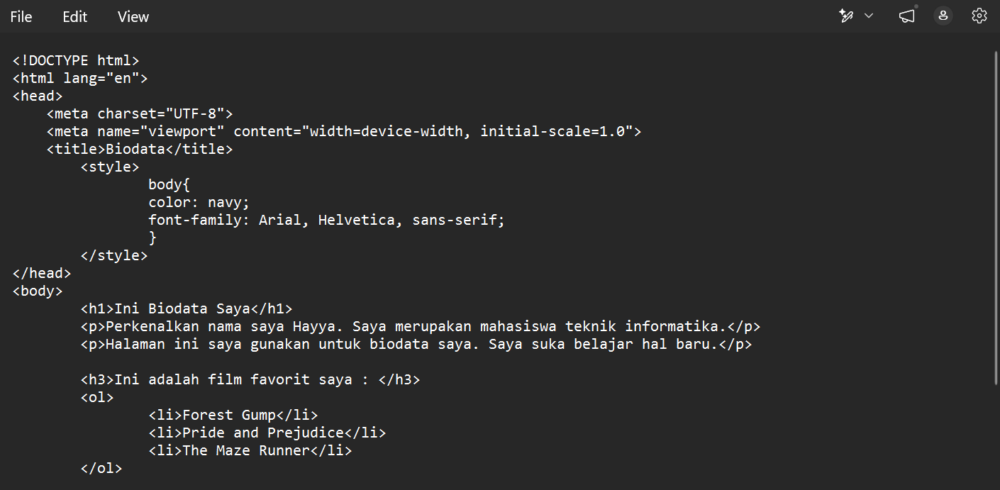 File Edit View
<!DOCTYPE html>
<html lang="en">
<head>
    <meta charset="UTF-8">
    <meta name="viewport" content="width=device-width, initial-scale=1.0">
    <title>Biodata</title>
        <style>
                body{
                color: navy;
                font-family: Arial, Helvetica, sans-serif;
                }
        </style>
</head>
<body>
        <h1>Ini Biodata Saya</h1>
        <p>Perkenalkan nama saya Hayya. Saya merupakan mahasiswa teknik informatika.</p>
        <p>Halaman ini saya gunakan untuk biodata saya. Saya suka belajar hal baru.</p>

        <h3>Ini adalah film favorit saya : </h3>
        <ol>
                <li>Forest Gump</li>
                <li>Pride and Prejudice</li>
                <li>The Maze Runner</li>
        </ol>